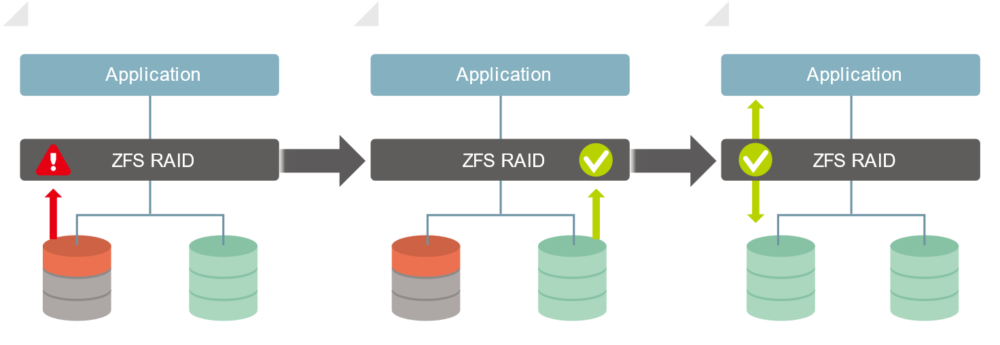 Application
Application
Application
ZFS RAID
ZFS RAID
ZFS RAID